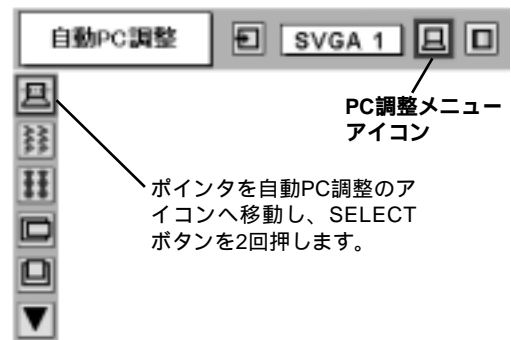 自動PC調整 SVGA 1
PC調整メニュー
アイコン
ポインタを自動PC調整のア
イコンへ移動し、SELECT
ボタンを2回押します。